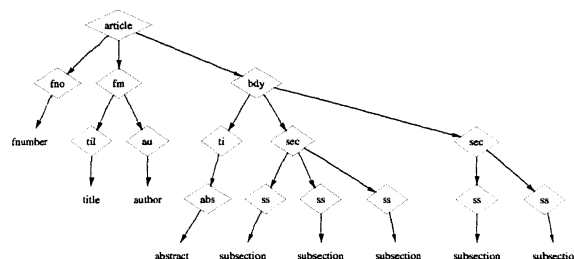 article
fno fm bdy
fnumber til au ti sec sec
title author abs ss ss ss ss ss
abstract subsection subsection subsection subsection subsectio